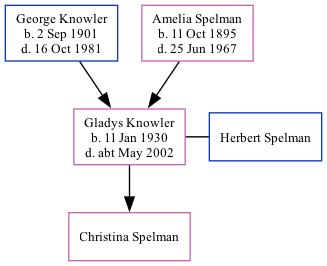 George Knowler
b. 2 Sep 1901
d. 16 Oct 1981
Amelia Spelman
b. 11 Oct 1895
d. 25 Jun 1967
Gladys Knowler
b. 11 Jan 1930
d. abt May 2002
Herbert Spelman
Christina Spelman